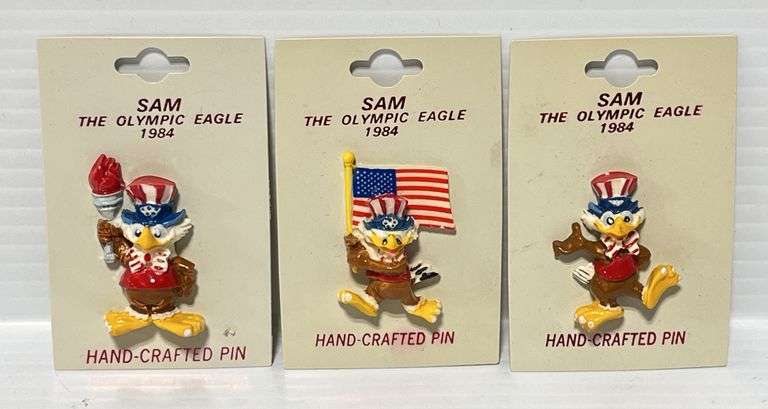 SAM
THE OLYMPIC EAGLE
1984
HAND-CRAFTED PIN
SAM
THE OLYMPIC EAGLE
1984
HAND-CRAFTED PIN
SAM
THE OLYMPIC EAGLE
1984
HAND-CRAFTED PIN